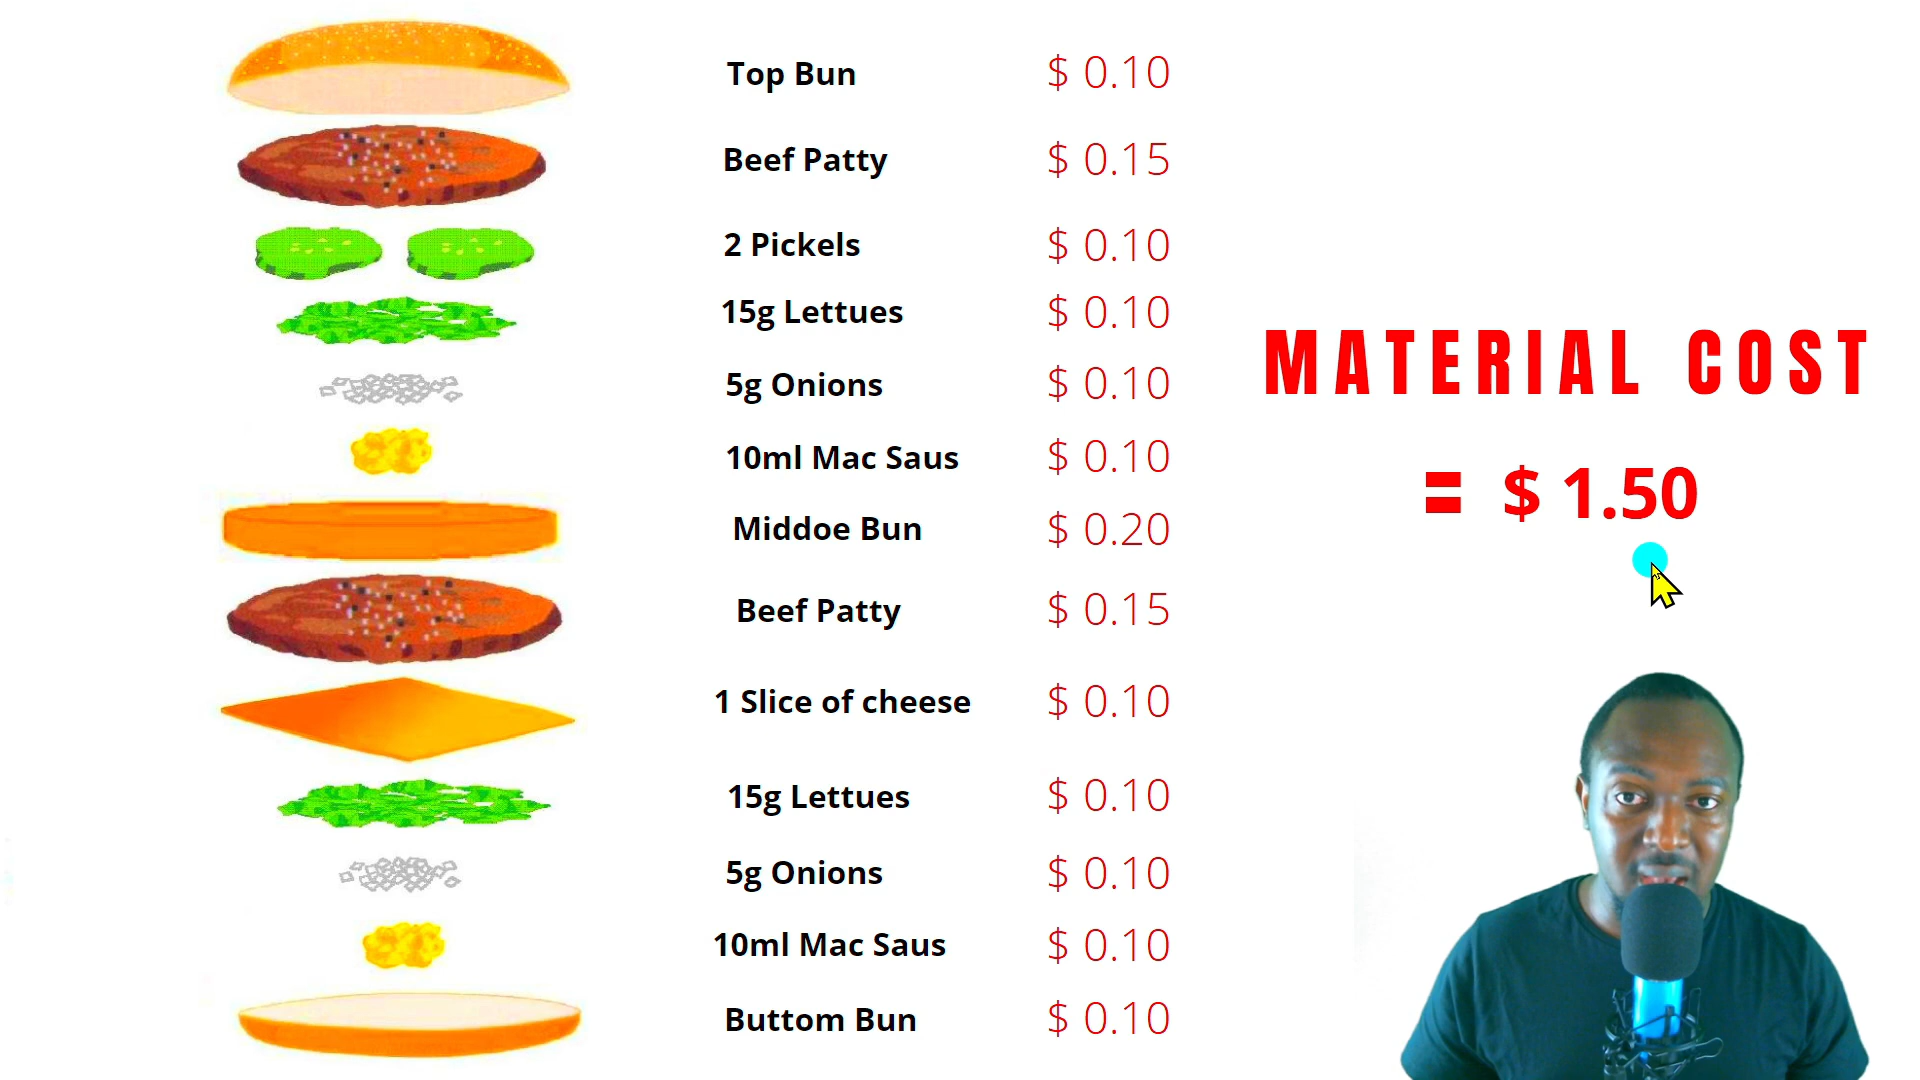 Top Bun $ 0.10
Beef Patty $ 0.15
2 Pickels $ 0.10
15g Lettues $ 0.10
5g Onions $ 0.10
10ml Mac Saus $ 0.10
Middoe Bun $ 0.20
Beef Patty $ 0.15
1 Slice of cheese $ 0.10
15g Lettues $ 0.10
5g Onions $ 0.10
10ml Mac Saus $ 0.10
Buttom Bun $ 0.10
MATERIAL COST
= $ 1.50